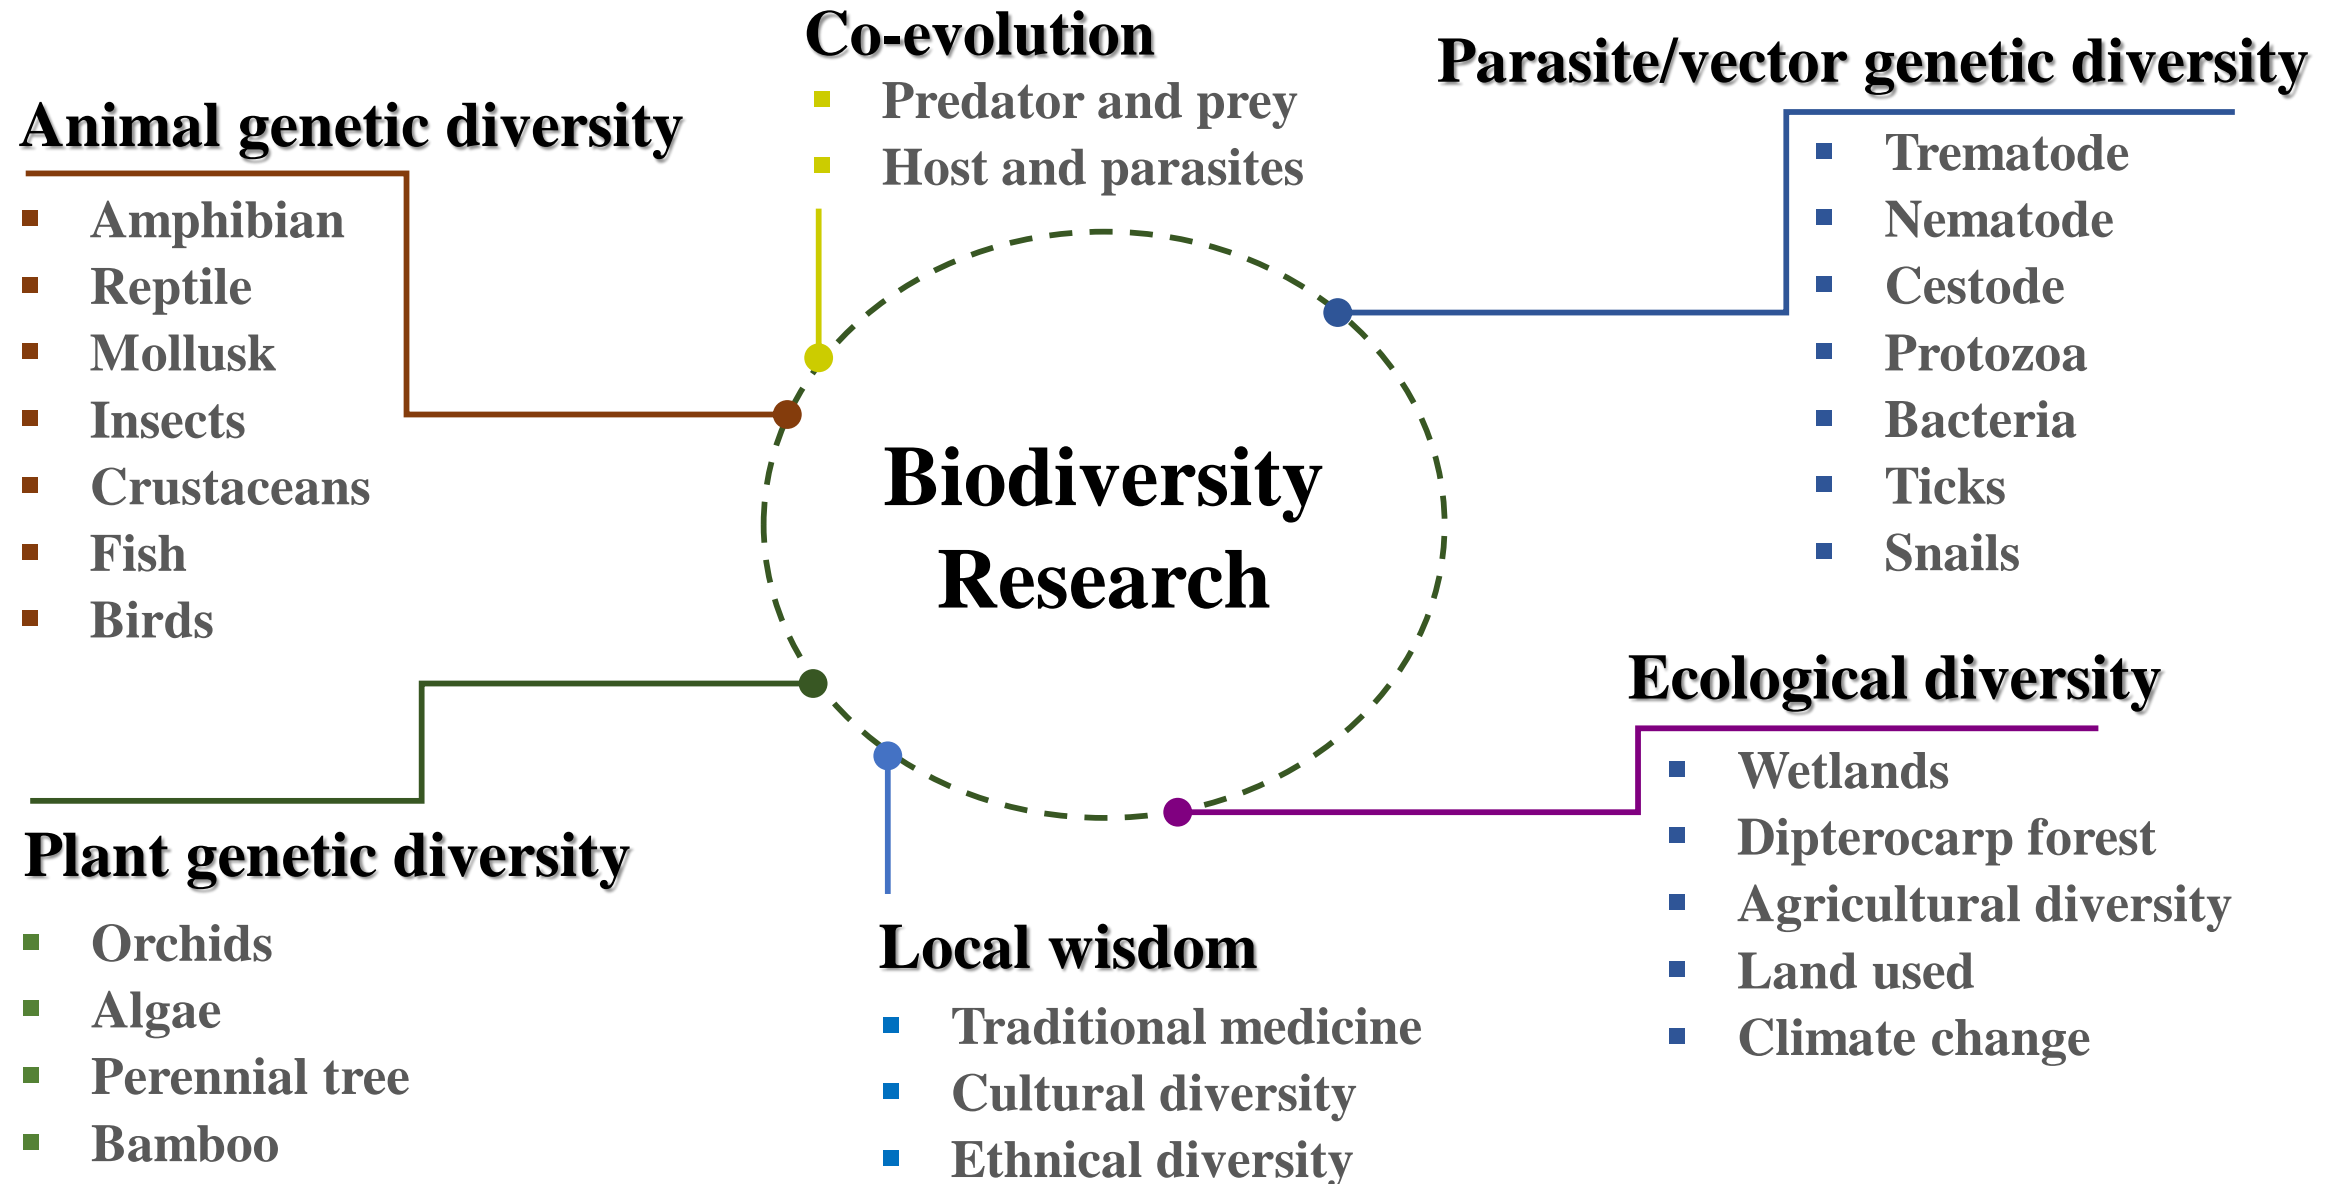 Co-evolution
Predator and prey
Host and parasites
Parasite/vector genetic diversity
Trematode
Nematode
Cestode
Protozoa
Bacteria
Ticks
Snails
Animal genetic diversity
Amphibian
Reptile
Mollusk
Insects
Crustaceans
Fish
Birds
Biodiversity
Research
Ecological diversity
Wetlands
Dipterocarp forest
Agricultural diversity
Land used
Climate change
Plant genetic diversity
Orchids
Algae
Perennial tree
Bamboo
Local wisdom
Traditional medicine
Cultural diversity
Ethnical diversity